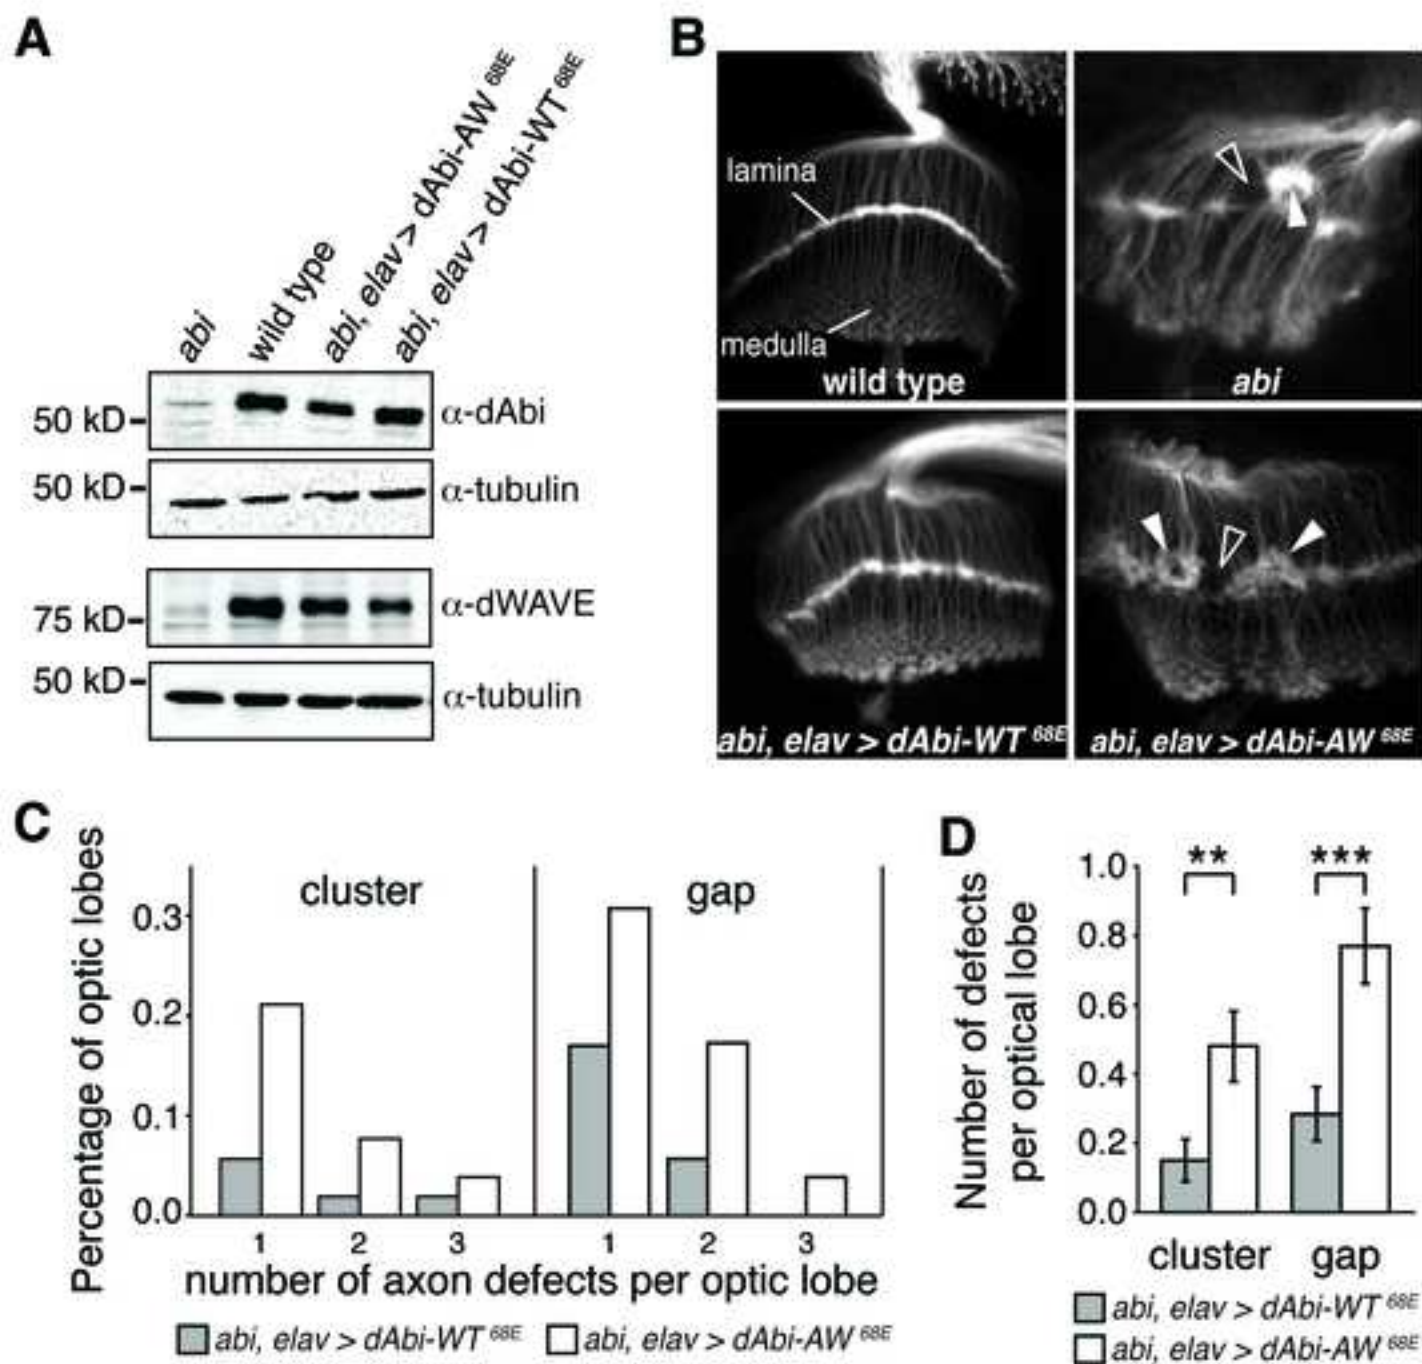 A
abi
wild type
abi, elav > dAbi-AW 68E
abi, elav > dAbi-WT 68E
50 kD
α-dAbi
50 kD
α-tubulin
75 kD
α-dWAVE
50 kD
α-tubulin
B
lamina
medulla
wild type
abi
abi, elav > dAbi-WT 68E
abi, elav > dAbi-AW 68E
C
Percentage of optic lobes
cluster
gap
0.3
0.2
0.1
0.0
1 2 3 1 2 3
number of axon defects per optic lobe
abi, elav > dAbi-WT 68E
abi, elav > dAbi-AW 68E
D
Number of defects
per optical lobe
** ***
1.0
0.8
0.6
0.4
0.2
0.0
cluster gap
abi, elav > dAbi-WT 68E
abi, elav > dAbi-AW 68E